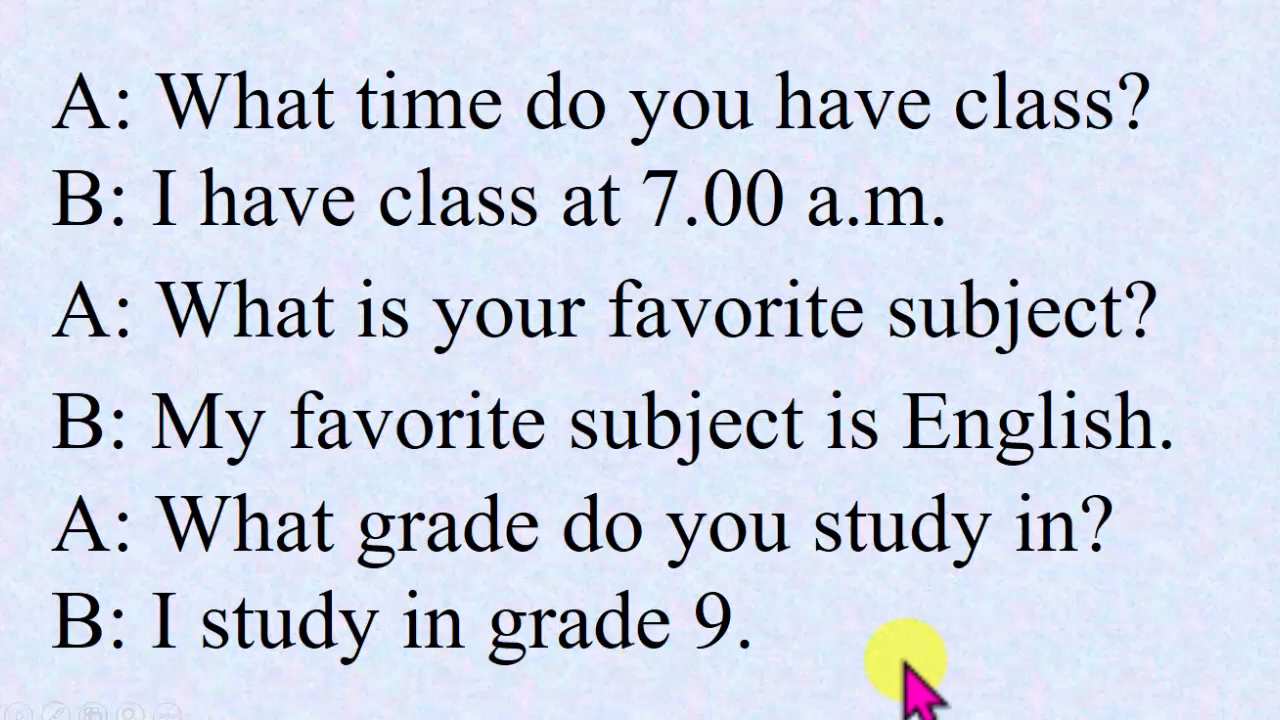 A: What time do you have class?
B: I have class at 7.00 a.m.
A: What is your favorite subject?
B: My favorite subject is English.
A: What grade do you study in?
B: I study in grade 9.